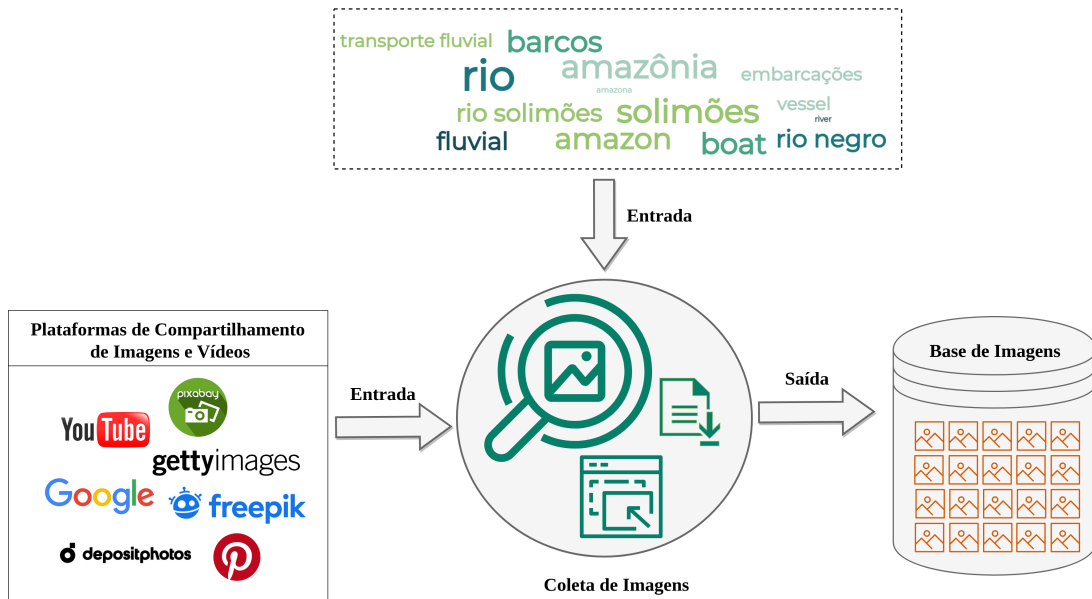 transporte fluvial barcos
rio amazônia embarcações
amazona
rio solimões solimões vessel
river
fluvial amazon boat rio negro
Entrada
Plataformas de Compartilhamento
de Imagens e Vídeos
pixabay
YouTube
gettyimages
Google freepik
depositphotos
Entrada
Coleta de Imagens
Saída
Base de Imagens